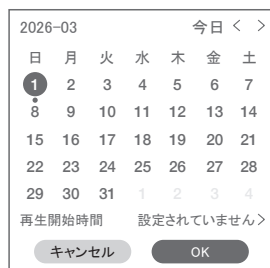 2026-03 今日 < >
日 月 火 水 木 金 土
1 2 3 4 5 6 7
8 9 10 11 12 13 14
15 16 17 18 19 20 21
22 23 24 25 26 27 28
29 30 31 1 2 3 4
再生開始時間 設定されていません>
キャンセル OK